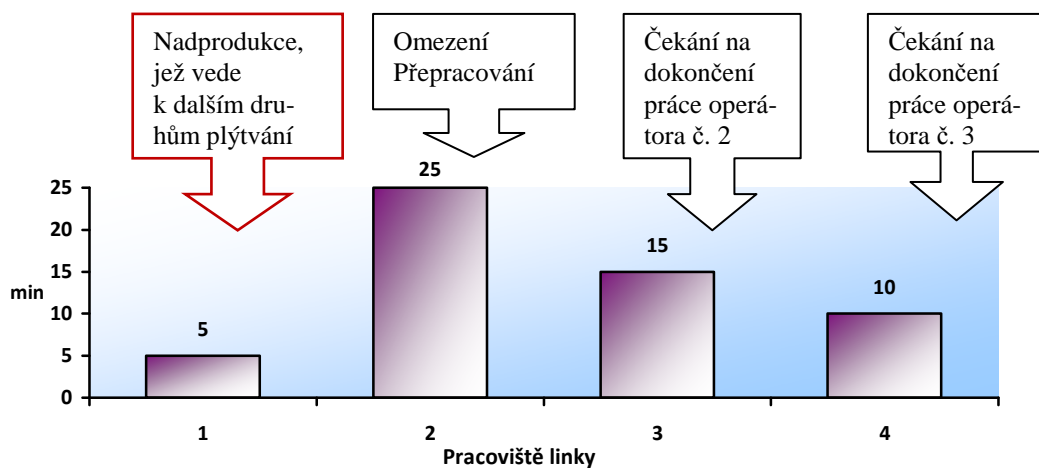 Nadprodukce,
jež vede
k dalším dru-
hům plýtvání
Omezení
Přepracování
Čekání na
dokončení
práce operá-
tora č. 2
Čekání na
dokončení
práce operá-
tora č. 3
25
20
15
10
5
0
min
5
25
15
10
1
2
3
4
Pracoviště linky